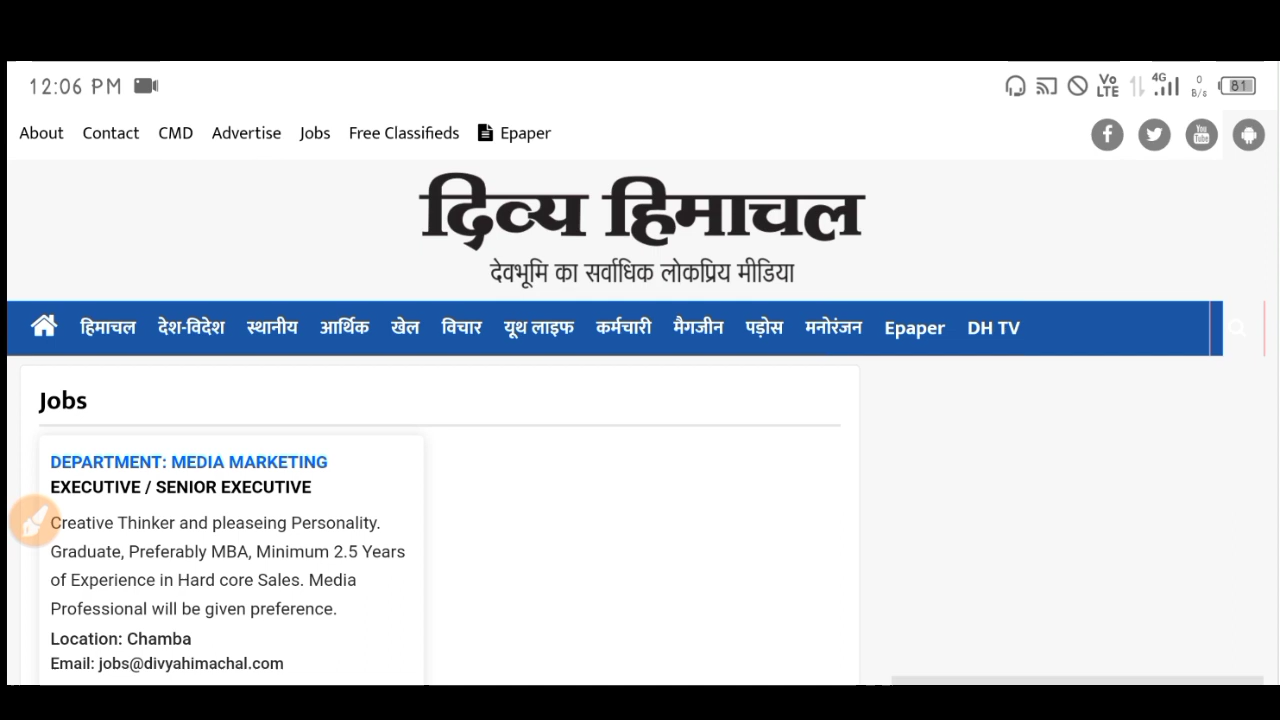 12:06 PM
Vo LTE 4G 0 B/s 81
About Contact CMD Advertise Jobs Free Classifieds Epaper
You Tube
दिव्य हिमाचल
देवभूमि का सर्वाधिक लोकप्रिय मीडिया
हिमाचल देश-विदेश स्थानीय आर्थिक खेल विचार यूथ लाइफ कर्मचारी मैगजीन पड़ोस मनोरंजन Epaper DH TV
Jobs
DEPARTMENT: MEDIA MARKETING
EXECUTIVE / SENIOR EXECUTIVE
Creative Thinker and pleaseing Personality.
Graduate, Preferably MBA, Minimum 2.5 Years
of Experience in Hard core Sales. Media
Professional will be given preference.
Location: Chamba
Email: jobs@divyahimachal.com